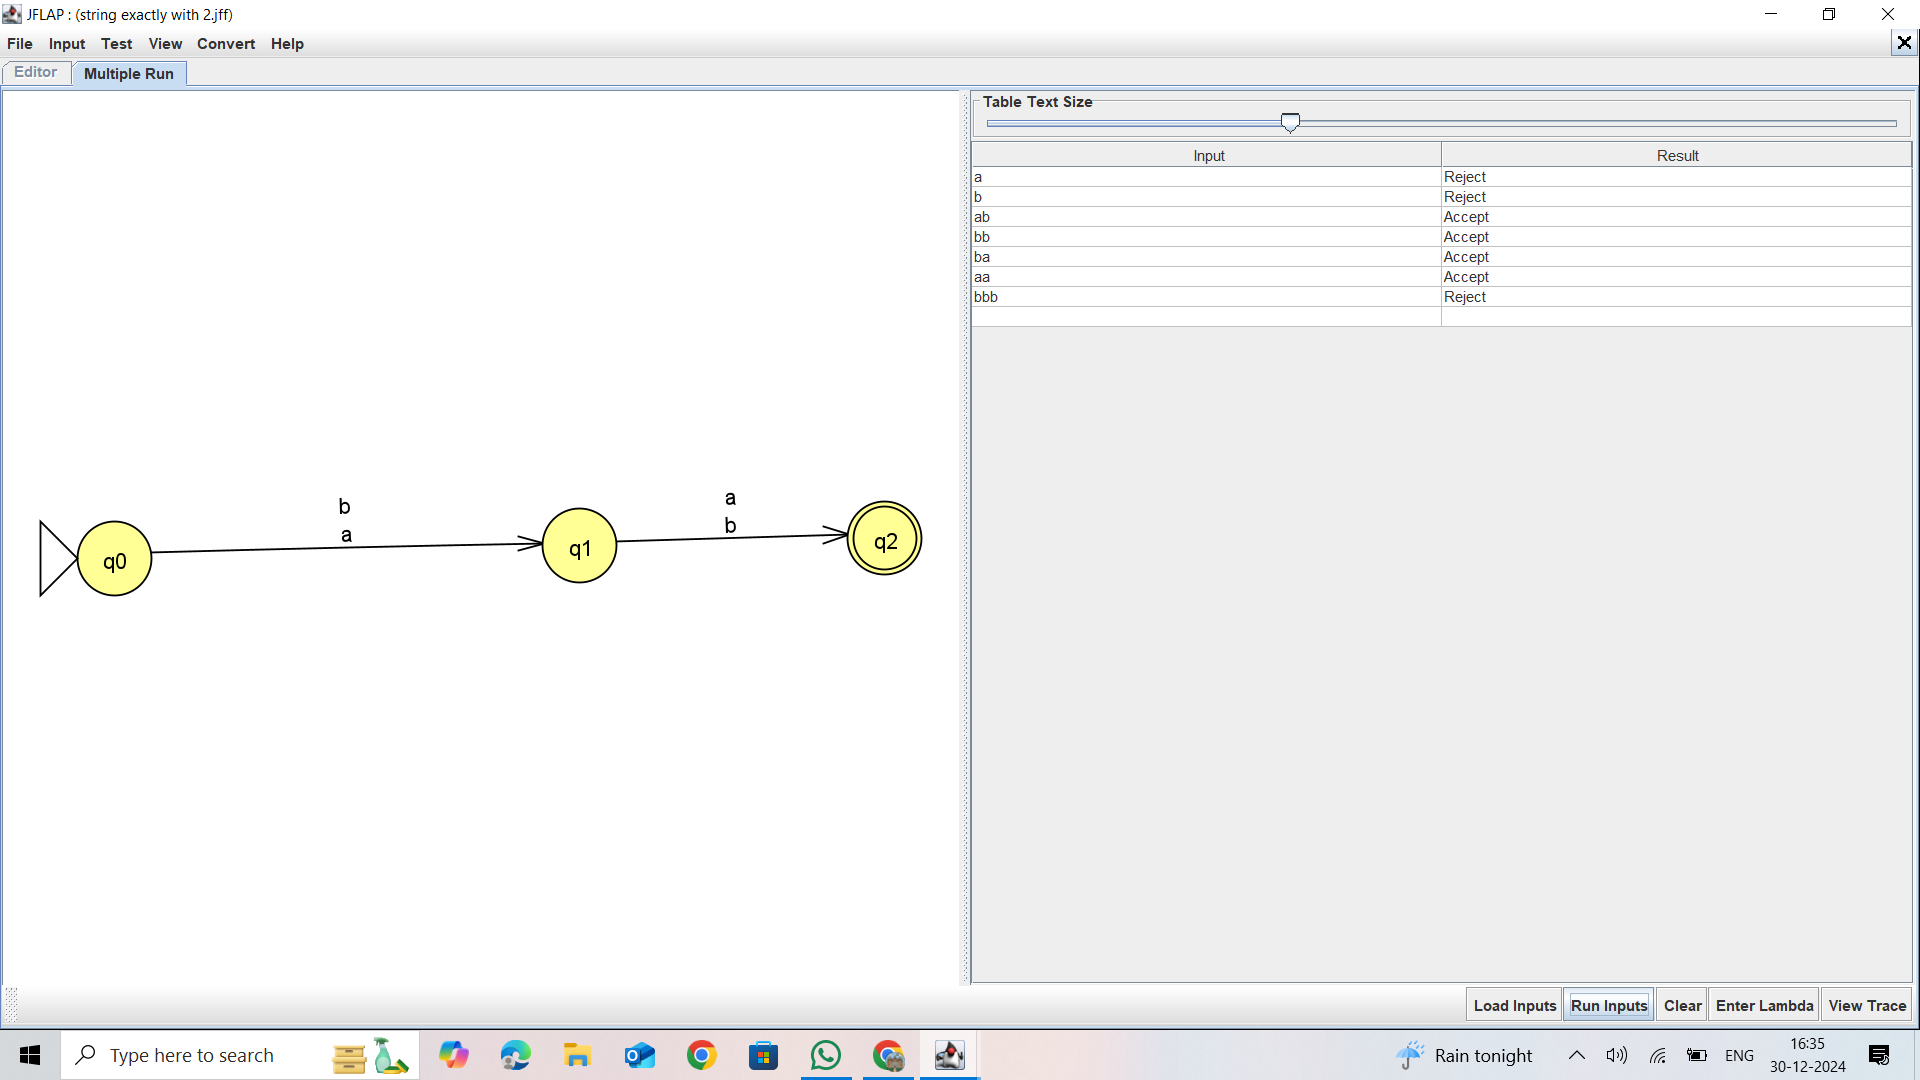 JFLAP : (string exactly with 2.jff)
File Input Test View Convert Help
Editor Multiple Run
Table Text Size
Input Result
a Reject
b Reject
ab Accept
bb Accept
ba Accept
aa Accept
bbb Reject
b
a
a
b
q0
q1
q2
Load Inputs Run Inputs Clear Enter Lambda View Trace
Type here to search
Rain tonight
ENG
16:35
30-12-2024